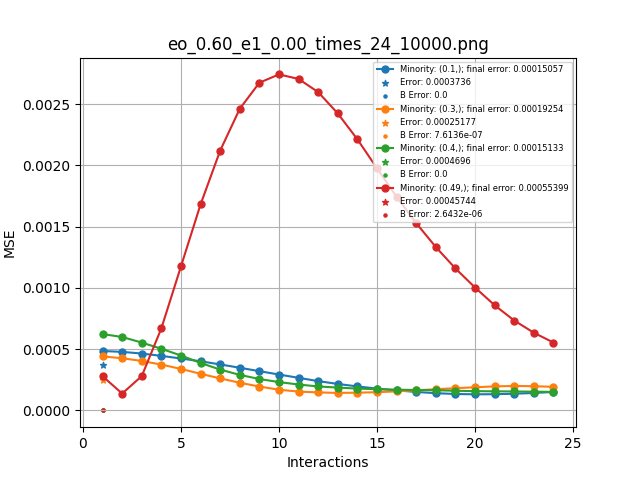 eo_0.60_e1_0.00_times_24_10000.png
Minority: (0.1,); final error: 0.00015057
Error: 0.0003736
B Error: 0.0
Minority: (0.3,); final error: 0.00019254
Error: 0.00025177
B Error: 7.6136e-07
Minority: (0.4,); final error: 0.00015133
Error: 0.0004696
B Error: 0.0
Minority: (0.49,); final error: 0.00055399
Error: 0.00045744
B Error: 2.6432e-06
0.0025
0.0020
0.0015
0.0010
0.0005
0.0000
MSE
0 5 10 15 20 25
Interactions